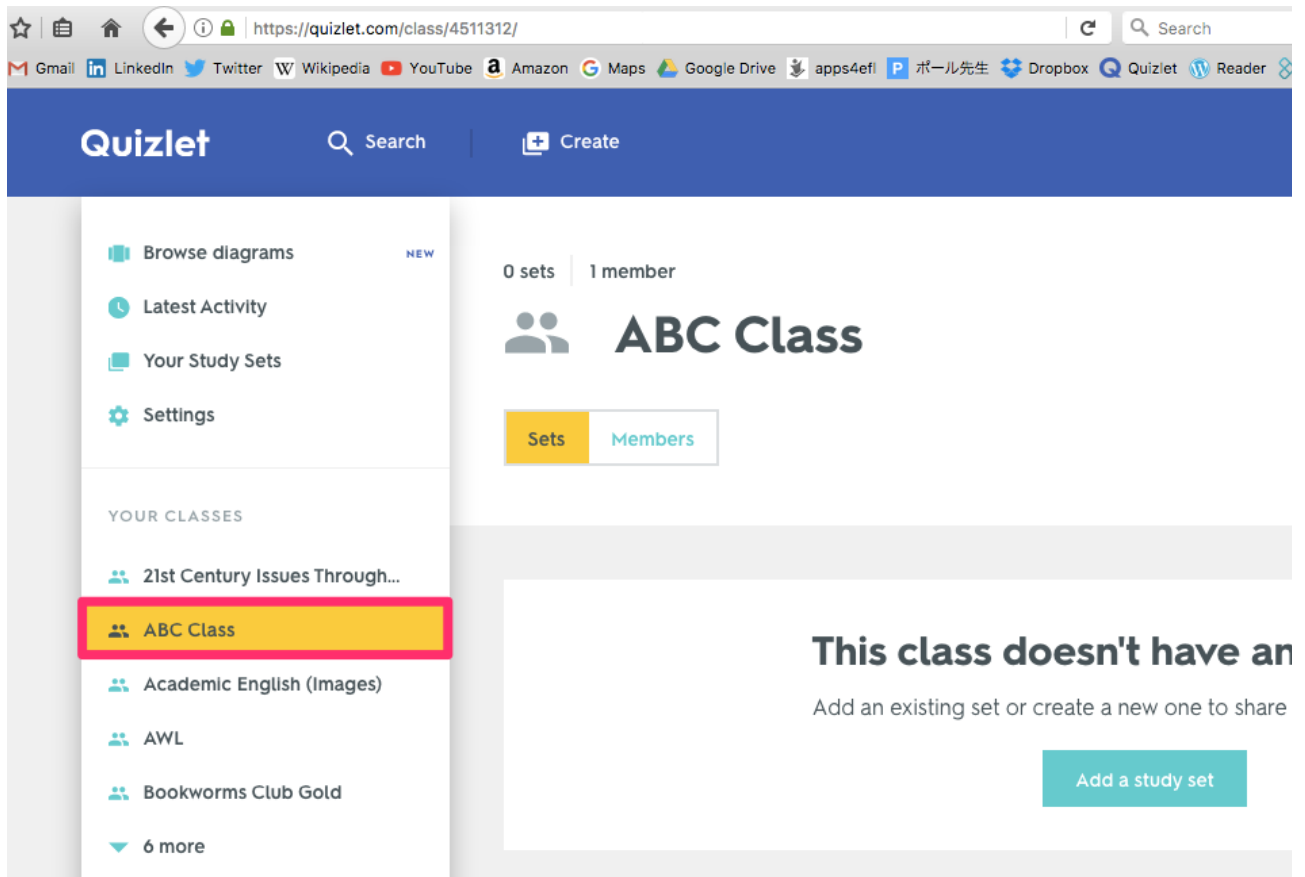 https://quizlet.com/class/4511312/
Search
Gmail LinkedIn Twitter Wikipedia YouTube Amazon Maps Google Drive apps4efl ポール先生 Dropbox Quizlet Reader
Quizlet Search Create
Browse diagrams NEW
Latest Activity
Your Study Sets
Settings
YOUR CLASSES
21st Century Issues Through...
ABC Class
Academic English (Images)
AWL
Bookworms Club Gold
6 more
0 sets 1 member
ABC Class
Sets Members
This class doesn't have an
Add an existing set or create a new one to share
Add a study set